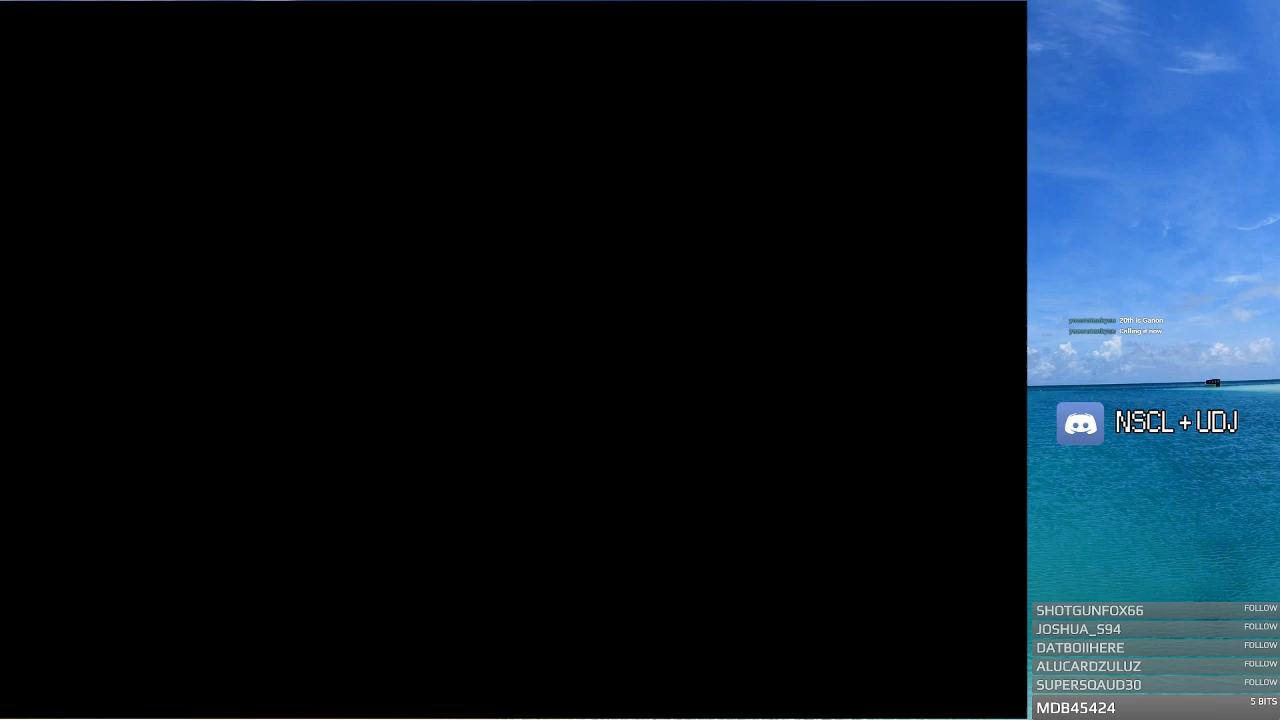 20th is Ganon
Calling it now
NSCL + UDJ
SHOTGUNFOX66 FOLLOW
JOSHUA_S94 FOLLOW
DATBOIIHERE FOLLOW
ALUCARDZULUZ FOLLOW
SUPERSQAUD30 FOLLOW
MDB45424 5 BITS